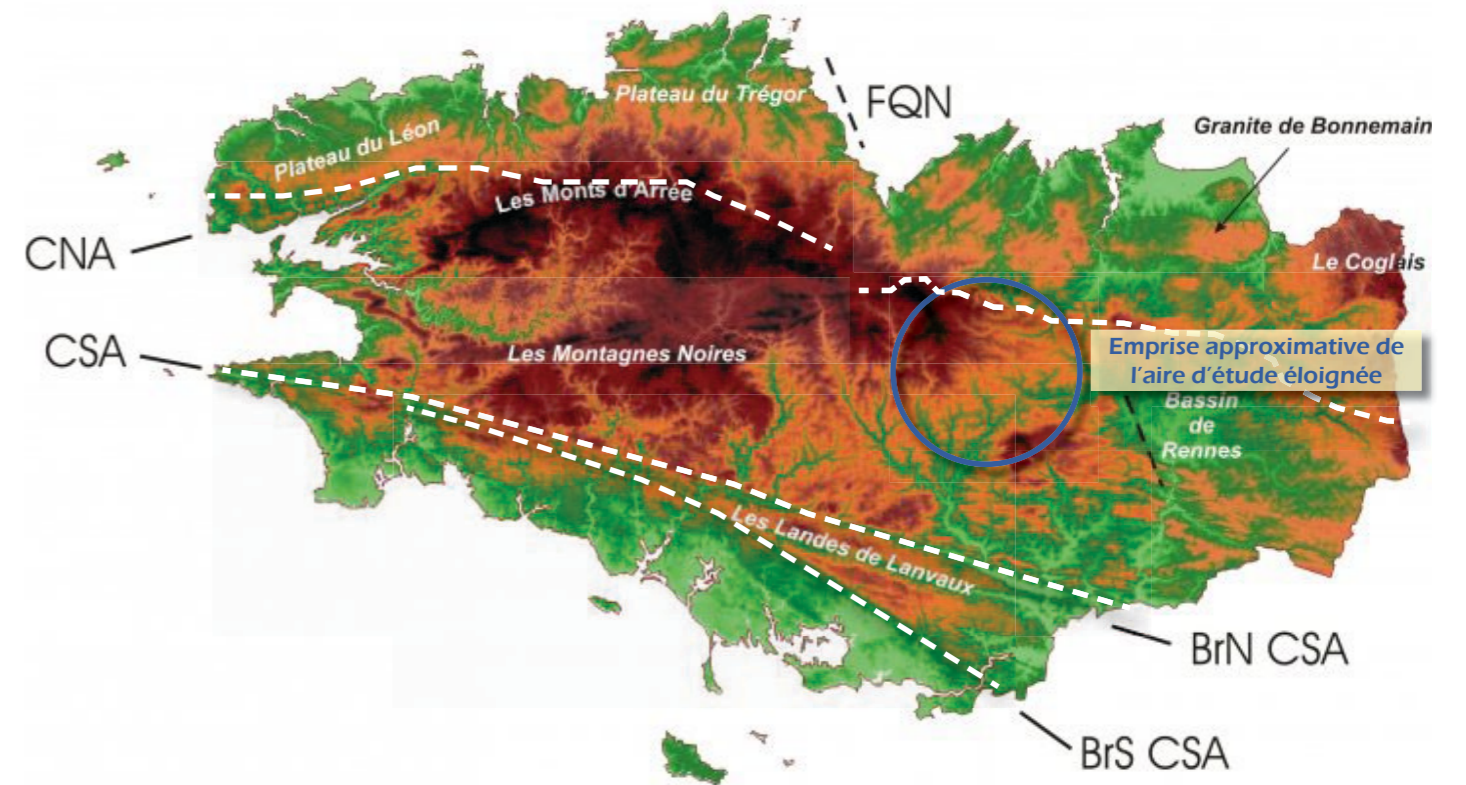 Plateau du Trégor
FQN
Granite de Bonnemain
Plateau du Léon
Les Monts d'Arrée
CNA
Le Coglais
CSA
Les Montagnes Noires
Emprise approximative de
l'aire d'étude éloignée
Bassin
de
Rennes
Les Landes de Lanvaux
BrN CSA
BrS CSA